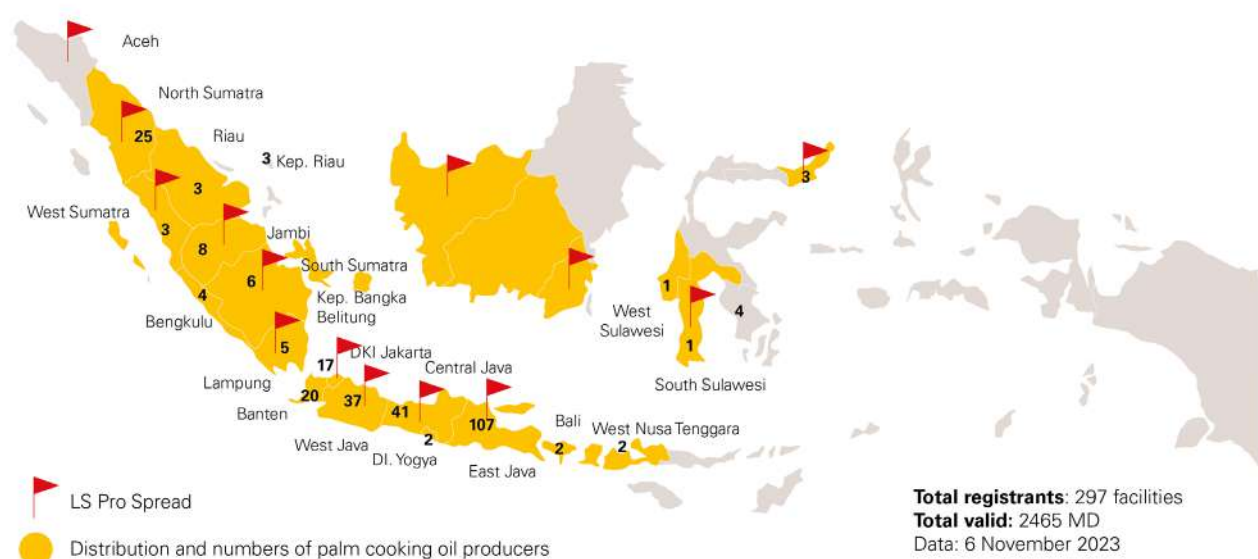 Aceh
North Sumatra
25
Riau
3
Kep. Riau
3
West Sumatra
3
8
Jambi
6
South Sumatra
4
Kep. Bangka
Belitung
Bengkulu
5
Lampung
17
DKI Jakarta
Central Java
20
37
41
107
Banten
West Java
2
DI. Yogya
East Java
Bali
2
West Nusa Tenggara
2
3
1
West
Sulawesi
4
1
South Sulawesi
LS Pro Spread
Distribution and numbers of palm cooking oil producers
Total registrants: 297 facilities
Total valid: 2465 MD
Data: 6 November 2023